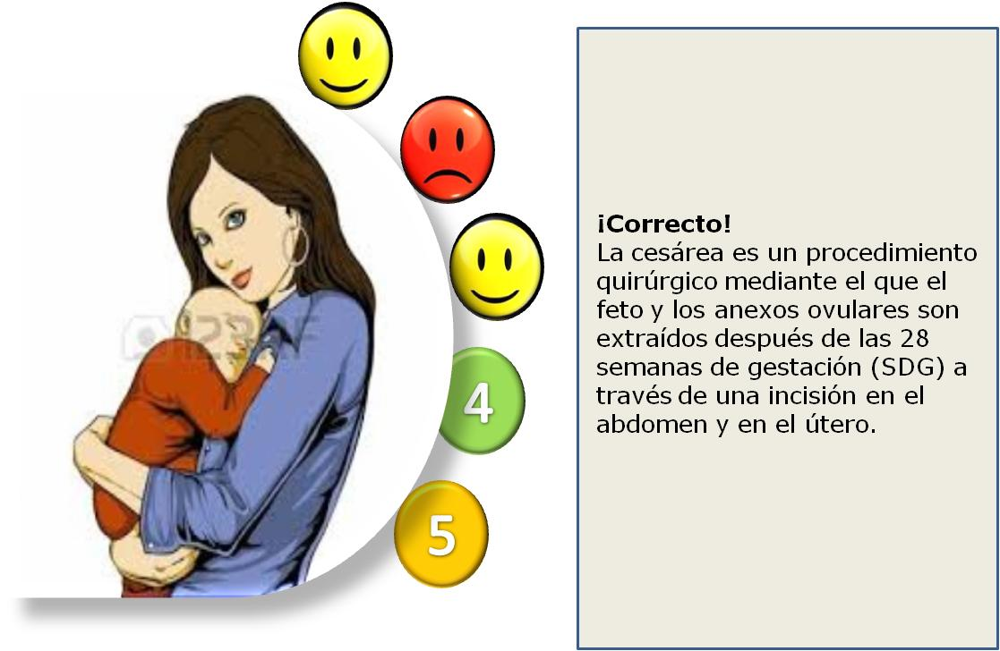 ¡Correcto!
La cesárea es un procedimiento
quirúrgico mediante el que el
feto y los anexos ovulares son
extraídos después de las 28
semanas de gestación (SDG) a
través de una incisión en el
abdomen y en el útero.
4
5
123RF